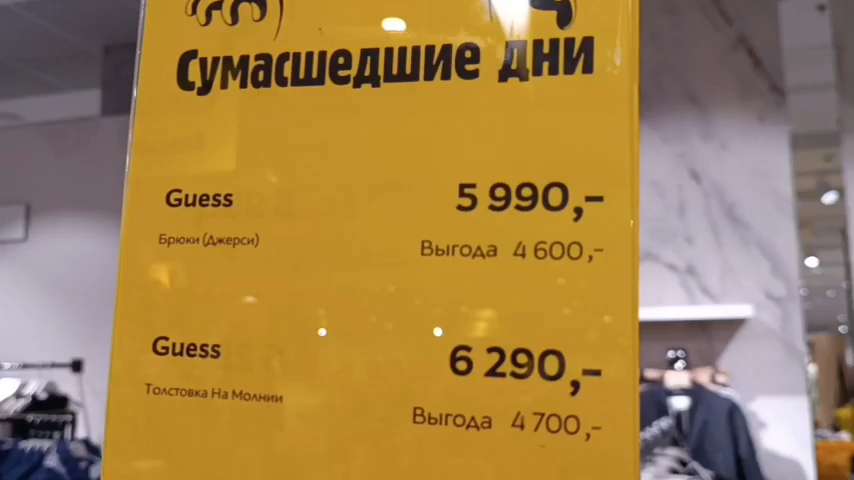 Сумасшедшие дни
Guess 5 990,–
Брюки (Джерси) Выгода 4 600,–
Guess 6 290,–
Толстовка На Молнии Выгода 4 700,–